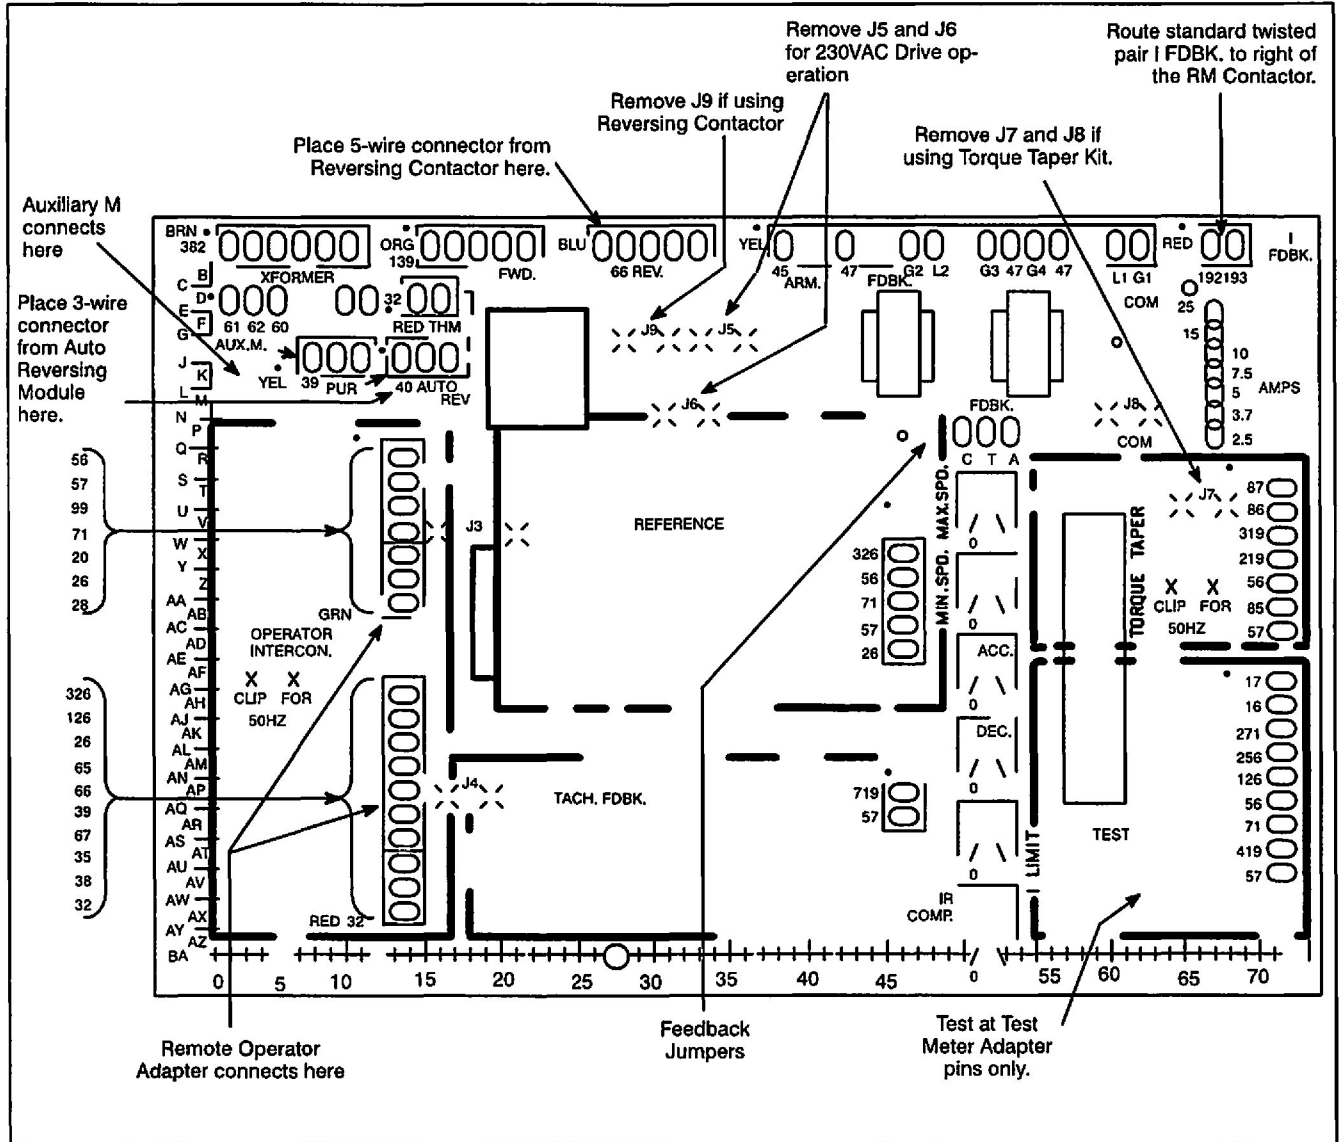 Remove J5 and J6
for 230VAC Drive op-
eration
Route standard twisted
pair I FDBK. to right of
the RM Contactor.
Remove J9 if using
Reversing Contactor
Remove J7 and J8 if
using Torque Taper Kit.
Place 5-wire connector from
Reversing Contactor here.
Auxiliary M
connects
here
Place 3-wire
connector
from Auto
Reversing
Module
here.
BRN
382
XFORMER
ORG
139
FWD.
BLU
66 REV.
YEL
45
ARM.
47
FDBK.
G2 L2
G3 47 G4 47
L1 G1
COM
RED
192193
I
FDBK.
B
C
D
E
F
G
J
K
L
M
N
P
Q
R
S
T
U
V
W
X
Y
Z
AA
AB
AC
AD
AE
AF
AG
AH
AJ
AK
AL
AM
AN
AP
AQ
AR
AS
AT
AU
AV
AW
AX
AY
AZ
BA
61 62 60
AUX.M.
32
RED THM
YEL
39
PUR
40 AUTO
REV
J9
J5
J6
J8
COM
25
15
10
7.5
5
3.7
2.5
AMPS
FDBK.
C T A
56
57
99
71
20
26
28
J3
REFERENCE
GRN
OPERATOR
INTERCON.
X X
CLIP FOR
50HZ
326
56
71
57
26
MAX.SPD.
0
MIN.SPD.
0
ACC.
0
DEC.
0
0
IR
COMP.
0
J7
TORQUE TAPER
X X
CLIP FOR
50HZ
87
86
319
219
56
85
57
326
126
26
65
66
39
67
35
38
32
RED 32
J4
TACH. FDBK.
719
57
I LIMIT
TEST
17
16
271
256
126
56
71
419
57
0 5 10 15 20 25 30 35 40 45 50 55 60 65 70
Remote Operator
Adapter connects here
Feedback
Jumpers
Test at Test
Meter Adapter
pins only.